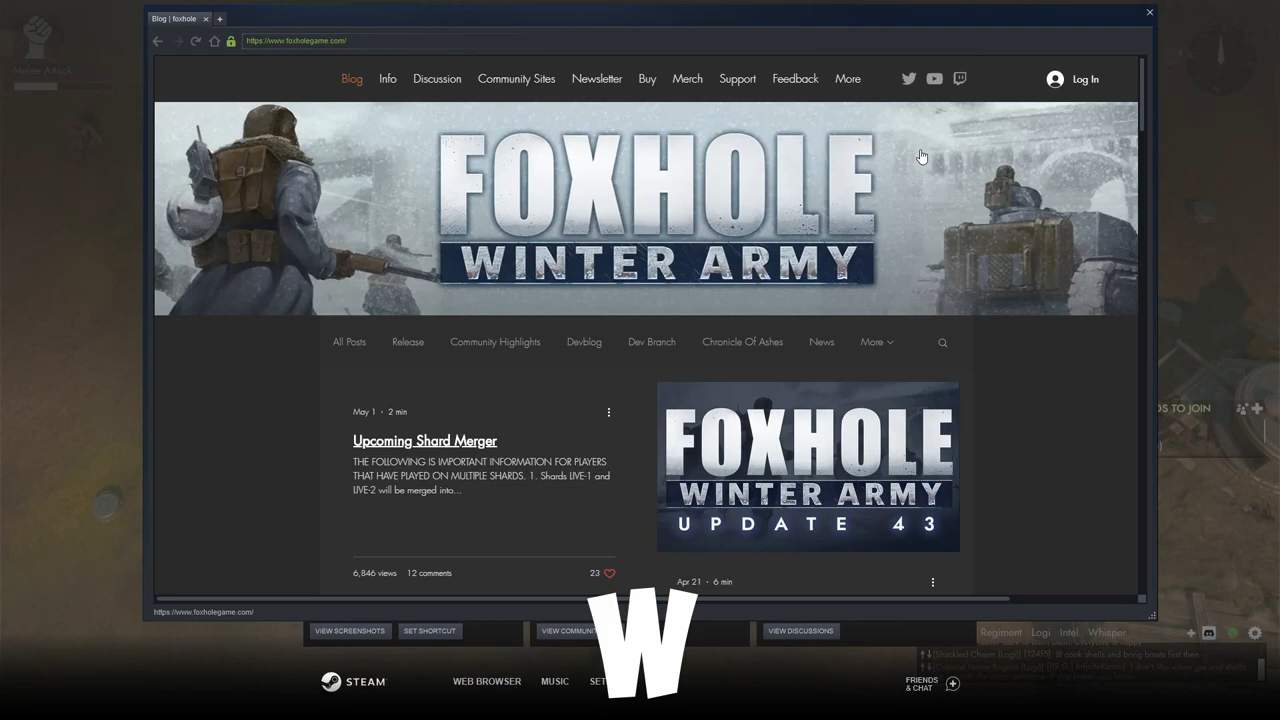 Blog | foxhole
https://www.foxholegame.com/
Melee Attack
Blog Info Discussion Community Sites Newsletter Buy Merch Support Feedback More Log In
FOXHOLE
WINTER ARMY
All Posts Release Community Highlights Devblog Dev Branch Chronicle Of Ashes News More
May 1 · 2 min
Upcoming Shard Merger
THE FOLLOWING IS IMPORTANT INFORMATION FOR PLAYERS
THAT HAVE PLAYED ON MULTIPLE SHARDS. 1. Shards LIVE-1 and
LIVE-2 will be merged into...
6,846 views 12 comments 23
FOXHOLE
WINTER ARMY
UPDATE 43
Apr 21 · 6 min
TO JOIN
https://www.foxholegame.com/
W
VIEW SCREENSHOTS SET SHORTCUT VIEW VIEW DISCUSSIONS
Regiment Logi Intel Whisper
STEAM WEB BROWSER MUSIC
FRIENDS
& CHAT